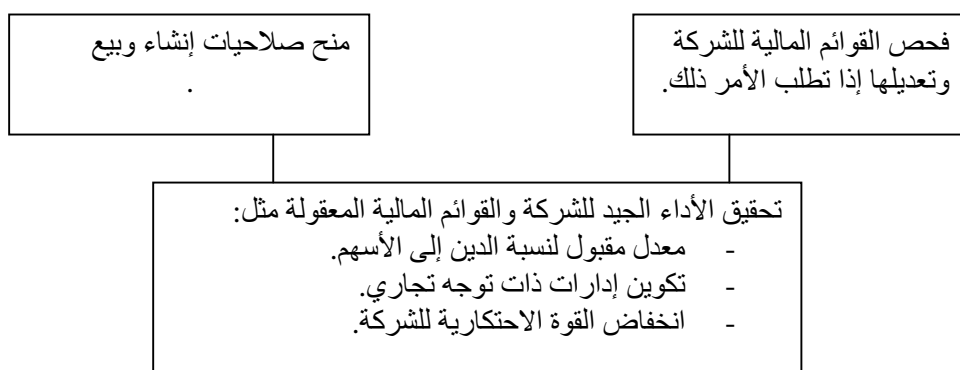 فحص القوائم المالية للشركة
وتعديلها إذا تطلب الأمر ذلك.
منح صلاحيات إنشاء وبيع
.
تحقيق الأداء الجيد للشركة والقوائم المالية المعقولة مثل:
- معدل مقبول لنسبة الدين إلى الأسهم.
- تكوين إدارات ذات توجه تجاري.
- انخفاض القوة الاحتكارية للشركة.